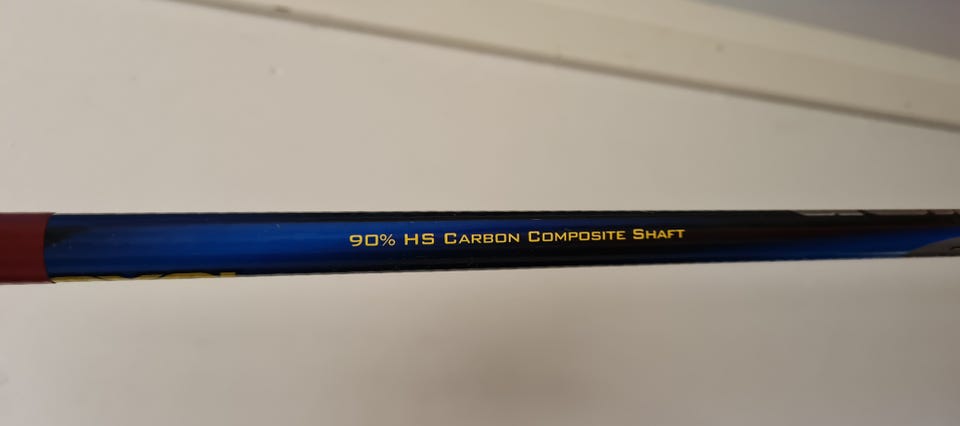 90% HS Carbon Composite Shaft